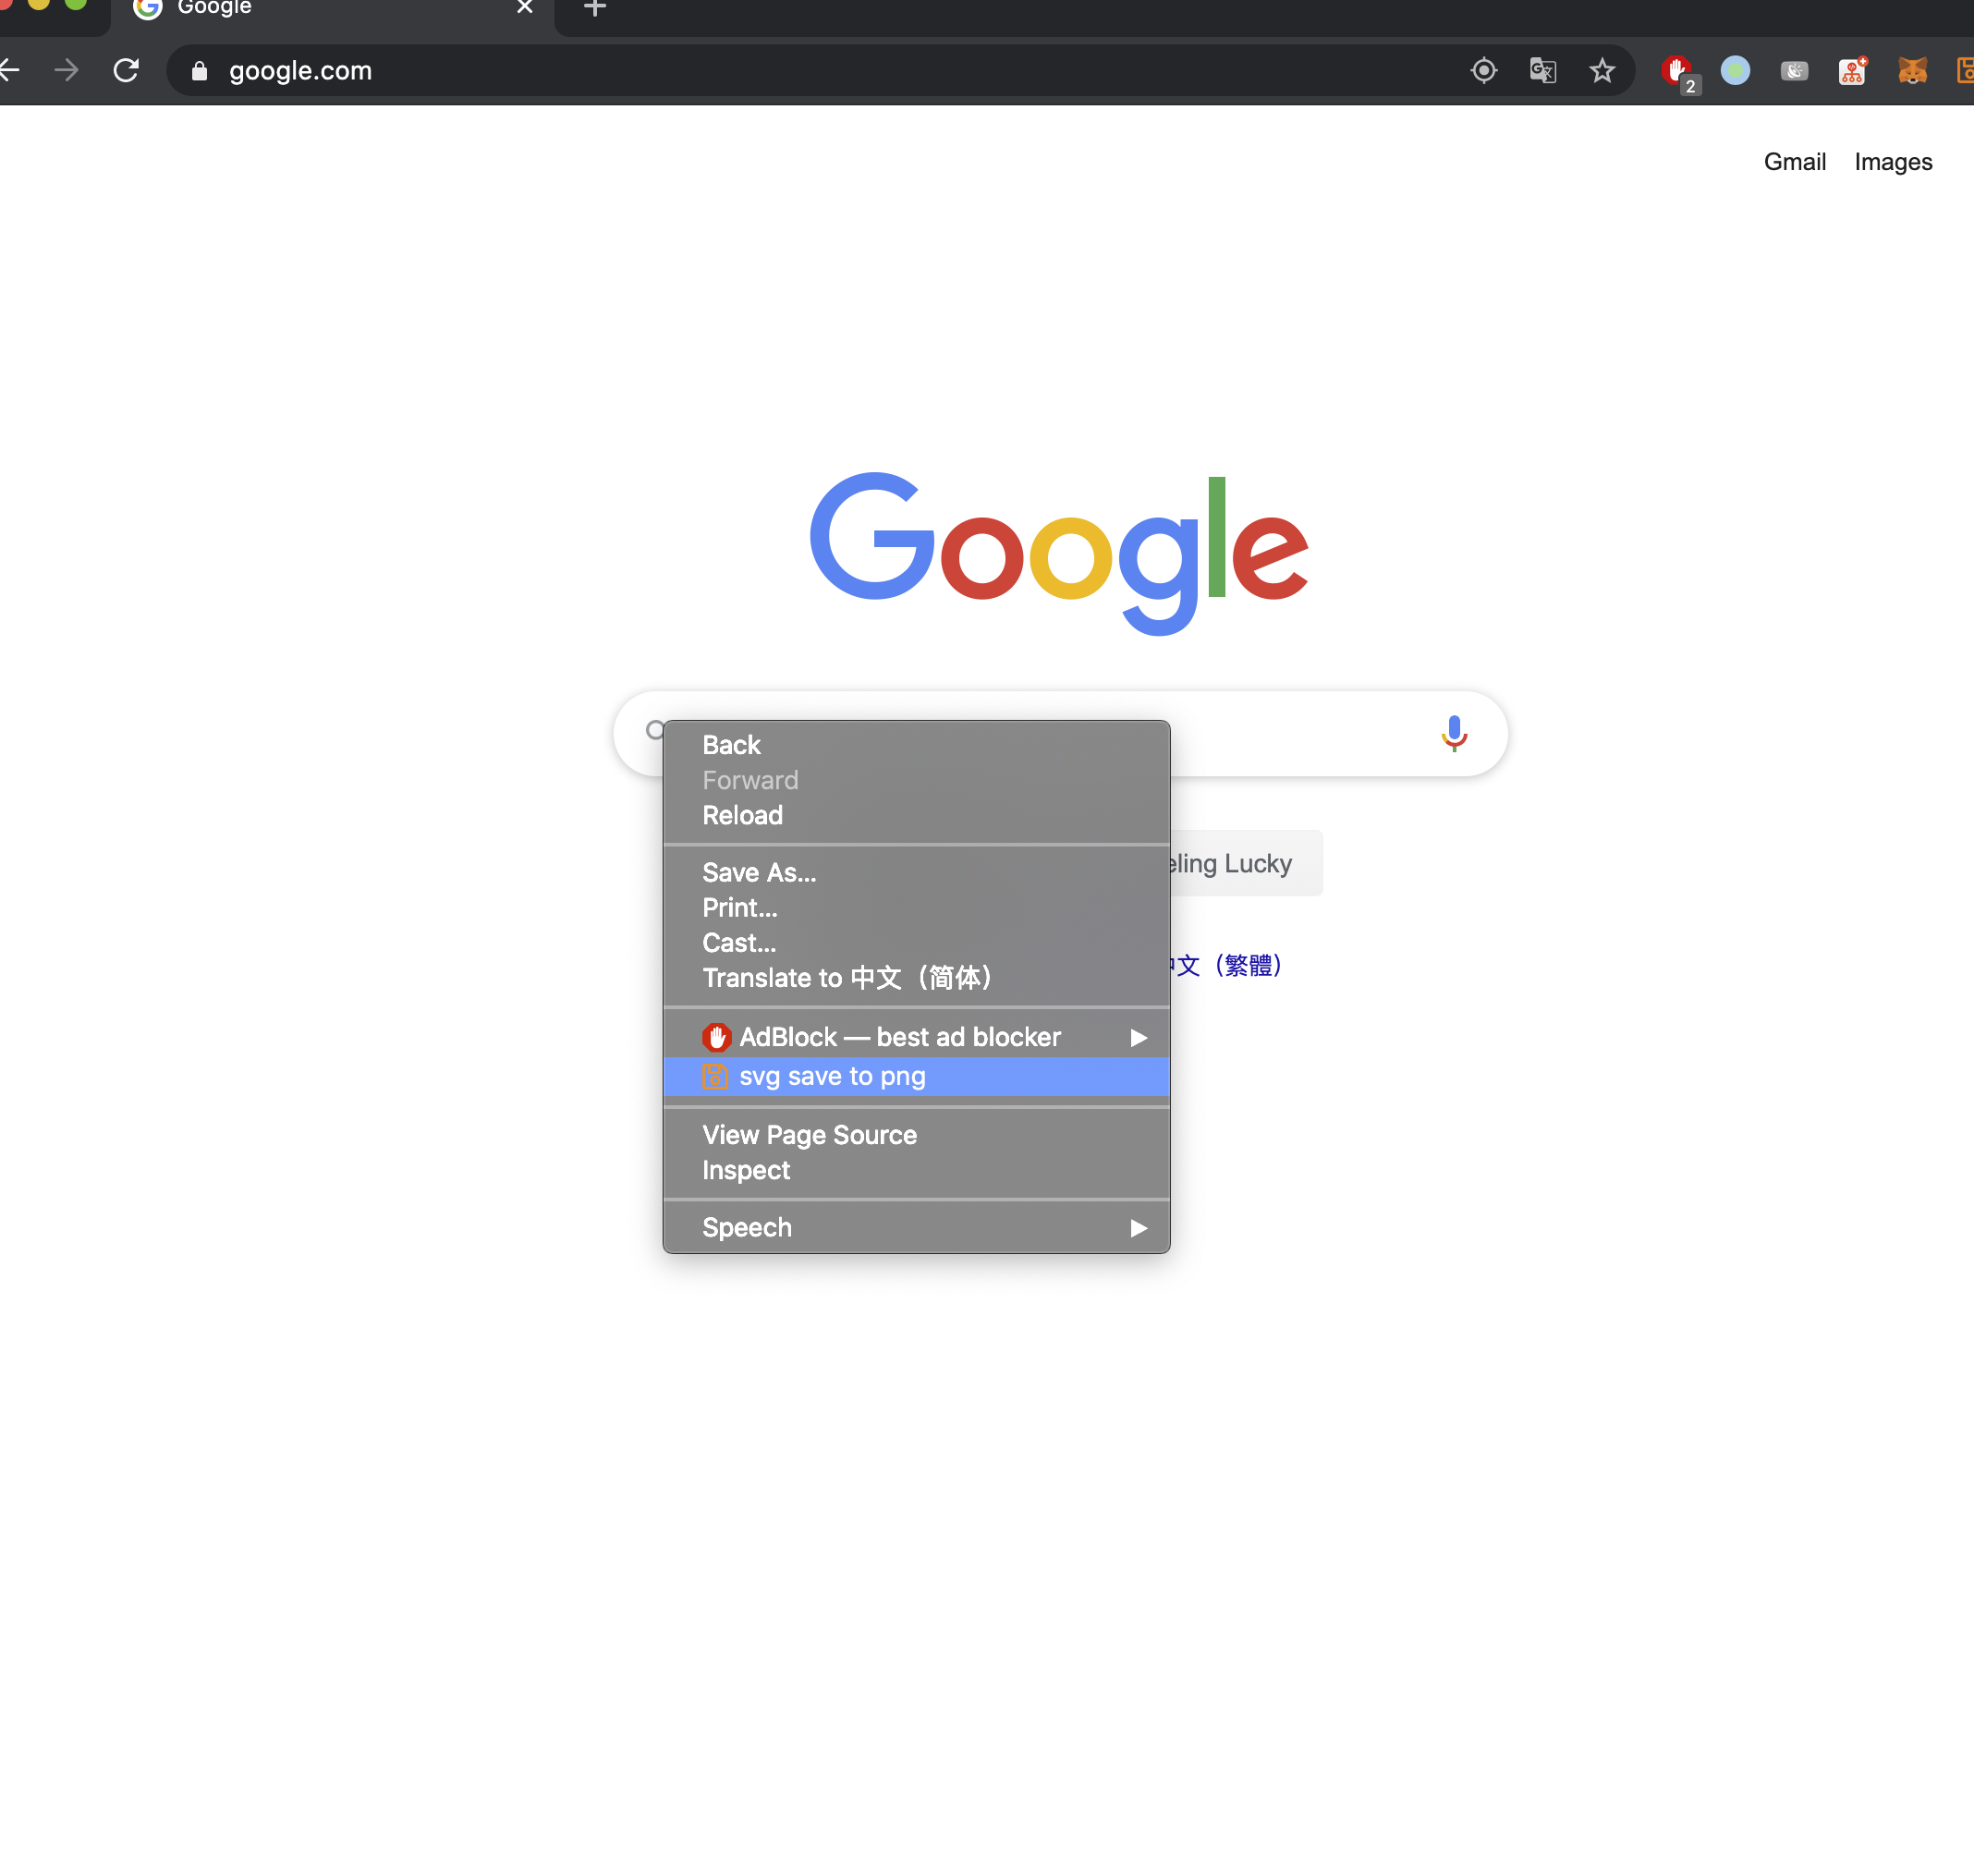 Google
google.com
2
Gmail Images
Google
Back
Forward
Reload
eling Lucky
Save As...
Print...
Cast...
Translate to 中文（简体）
文（繁體）
AdBlock — best ad blocker
svg save to png
View Page Source
Inspect
Speech